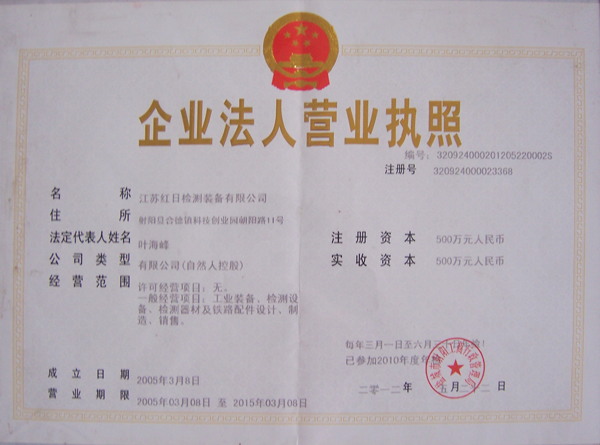 企业法人营业执照
编号: 320924000201205220002S
注册号 320924000023368
名称 江苏红日检测装备有限公司
住所 射阳县合德镇科技创业园朝阳路11号
法定代表人姓名 叶海峰
注册资本 500万元人民币
公司类型 有限公司(自然人控股)
实收资本 500万元人民币
经营范围 许可经营项目：无。
一般经营项目：工业装备、检测设
备、检测器材及铁路配件设计、制
造、销售。
每年三月一日至六月三十日
已参加2010年度年
成立日期 2005年3月8日
营业期限 2005年03月08日 至 2015年03月08日
二〇一二年 五月二十二日